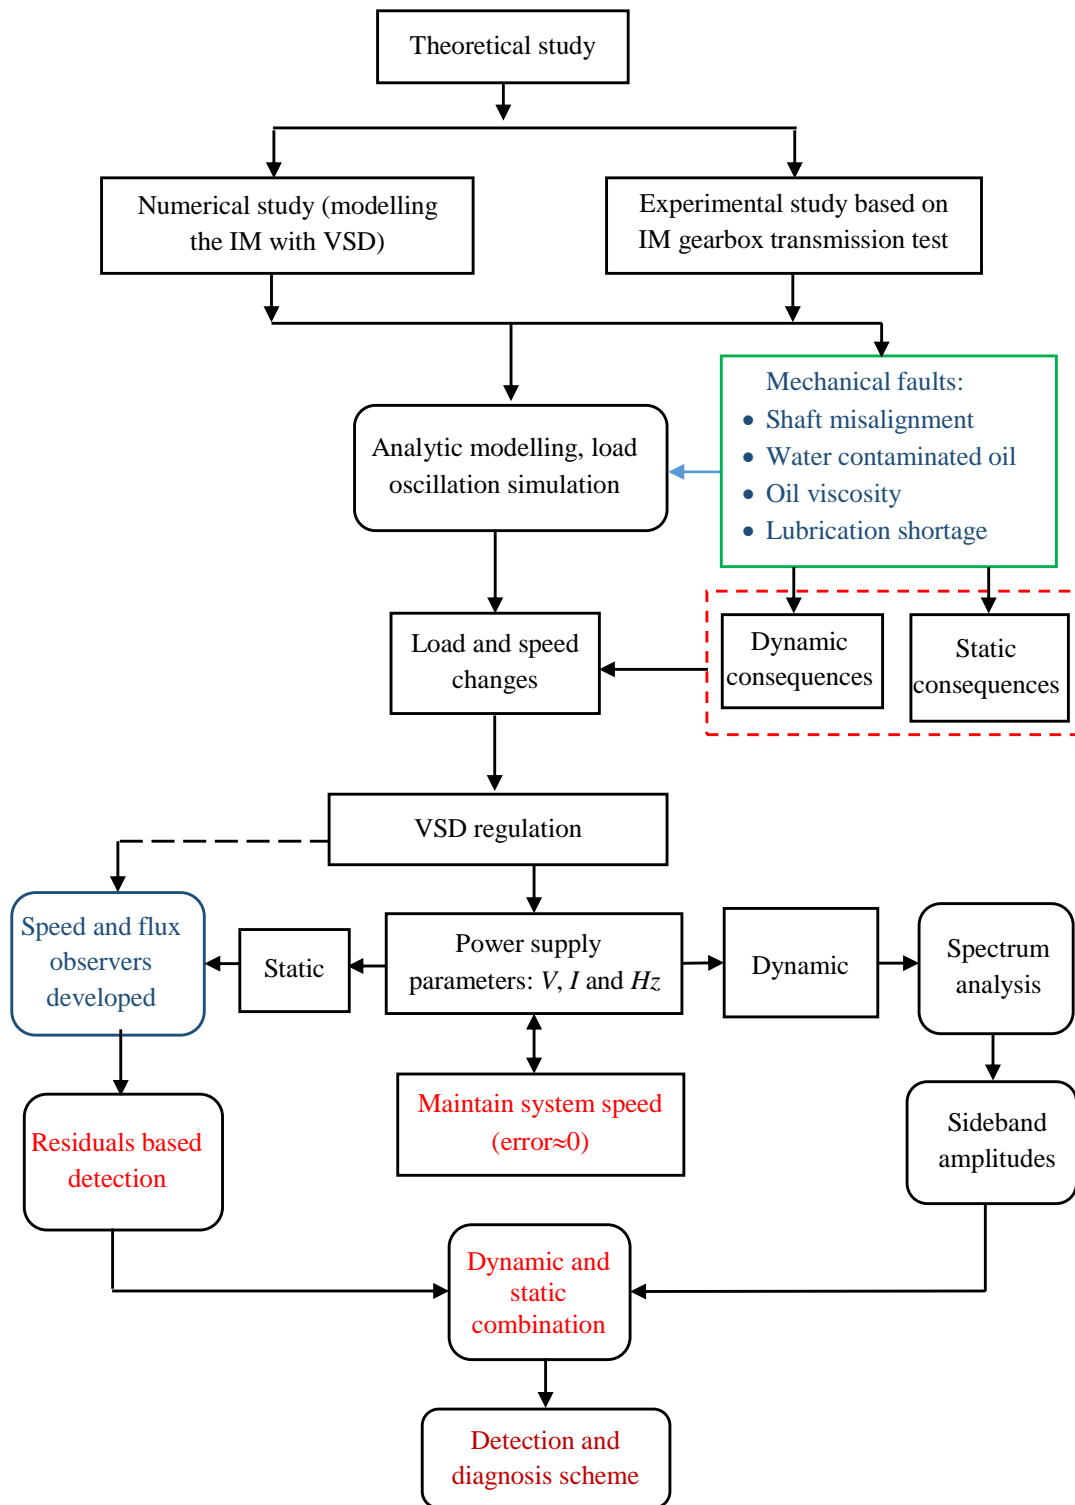 Theoretical study
Numerical study (modelling
the IM with VSD)
Experimental study based on
IM gearbox transmission test
Mechanical faults:
• Shaft misalignment
• Water contaminated oil
• Oil viscosity
• Lubrication shortage
Analytic modelling, load
oscillation simulation
Load and speed
changes
Dynamic
consequences
Static
consequences
VSD regulation
Speed and flux
observers
developed
Static
Power supply
parameters: V, I and Hz
Dynamic
Spectrum
analysis
Maintain system speed
(error≈0)
Residuals based
detection
Sideband
amplitudes
Dynamic and
static
combination
Detection and
diagnosis scheme